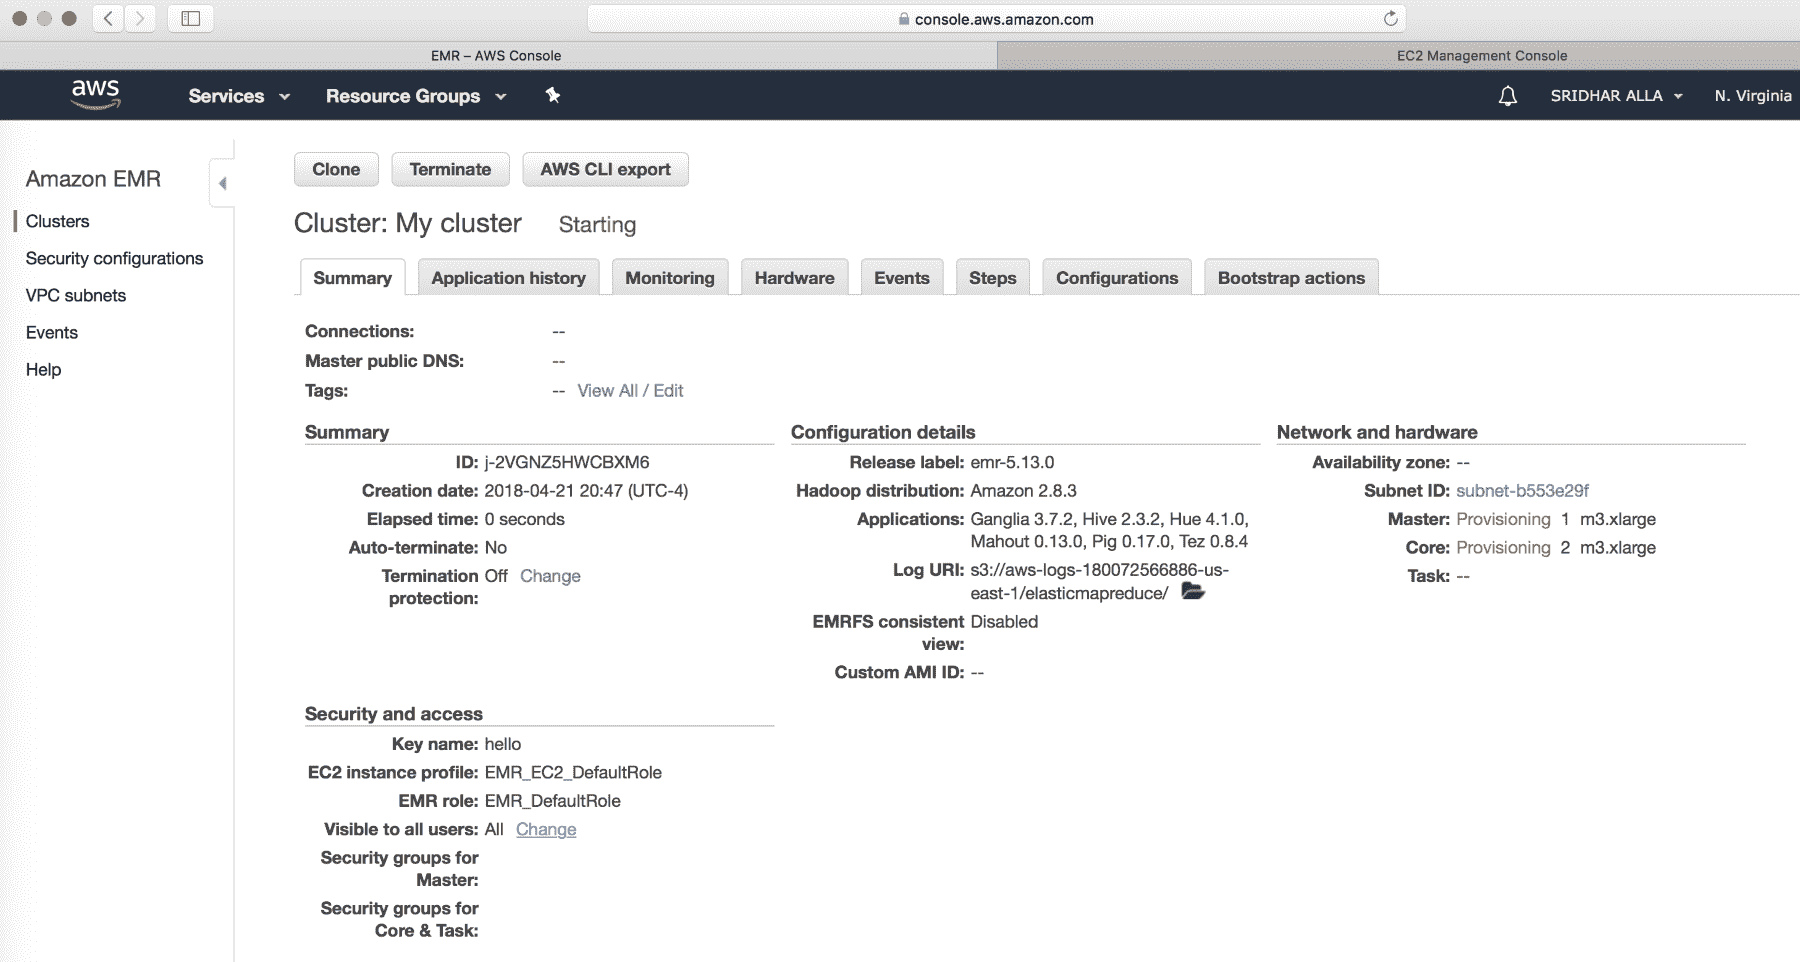 console.aws.amazon.com
EMR – AWS Console
EC2 Management Console
aws
Services
Resource Groups
SRIDHAR ALLA
N. Virginia
Amazon EMR
Clusters
Security configurations
VPC subnets
Events
Help
Clone
Terminate
AWS CLI export
Cluster: My cluster Starting
Summary
Application history
Monitoring
Hardware
Events
Steps
Configurations
Bootstrap actions
Connections: --
Master public DNS: --
Tags: -- View All / Edit
Summary
ID: j-2VGNZ5HWCBXM6
Creation date: 2018-04-21 20:47 (UTC-4)
Elapsed time: 0 seconds
Auto-terminate: No
Termination Off Change
protection:
Configuration details
Release label: emr-5.13.0
Hadoop distribution: Amazon 2.8.3
Applications: Ganglia 3.7.2, Hive 2.3.2, Hue 4.1.0,
Mahout 0.13.0, Pig 0.17.0, Tez 0.8.4
Log URI: s3://aws-logs-180072566886-us-
east-1/elasticmapreduce/
EMRFS consistent Disabled
view:
Custom AMI ID: --
Network and hardware
Availability zone: --
Subnet ID: subnet-b553e29f
Master: Provisioning 1 m3.xlarge
Core: Provisioning 2 m3.xlarge
Task: --
Security and access
Key name: hello
EC2 instance profile: EMR_EC2_DefaultRole
EMR role: EMR_DefaultRole
Visible to all users: All Change
Security groups for
Master:
Security groups for
Core & Task: